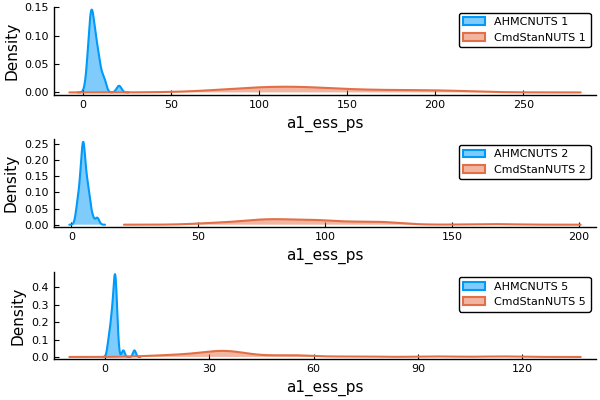 0.15
0.10
0.05
0.00
Density
AHMCNUTS 1
CmdStanNUTS 1
0 50 100 150 200 250
a1_ess_ps
0.25
0.20
0.15
0.10
0.05
0.00
Density
AHMCNUTS 2
CmdStanNUTS 2
0 50 100 150 200
a1_ess_ps
0.4
0.3
0.2
0.1
0.0
Density
AHMCNUTS 5
CmdStanNUTS 5
0 30 60 90 120
a1_ess_ps